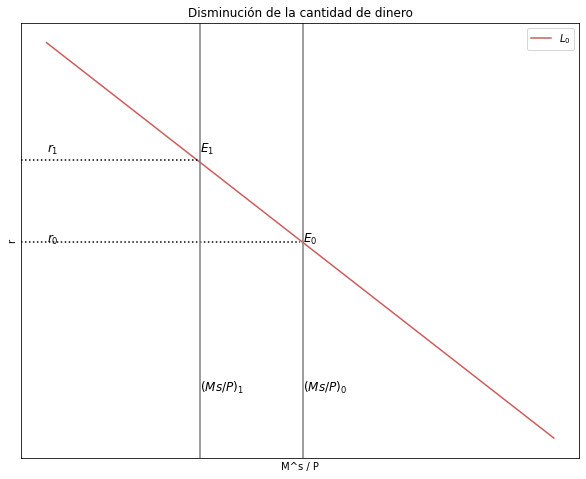 Disminución de la cantidad de dinero
L₀
r₁
E₁
r
r₀
E₀
(Ms/P)₁
(Ms/P)₀
M^s / P